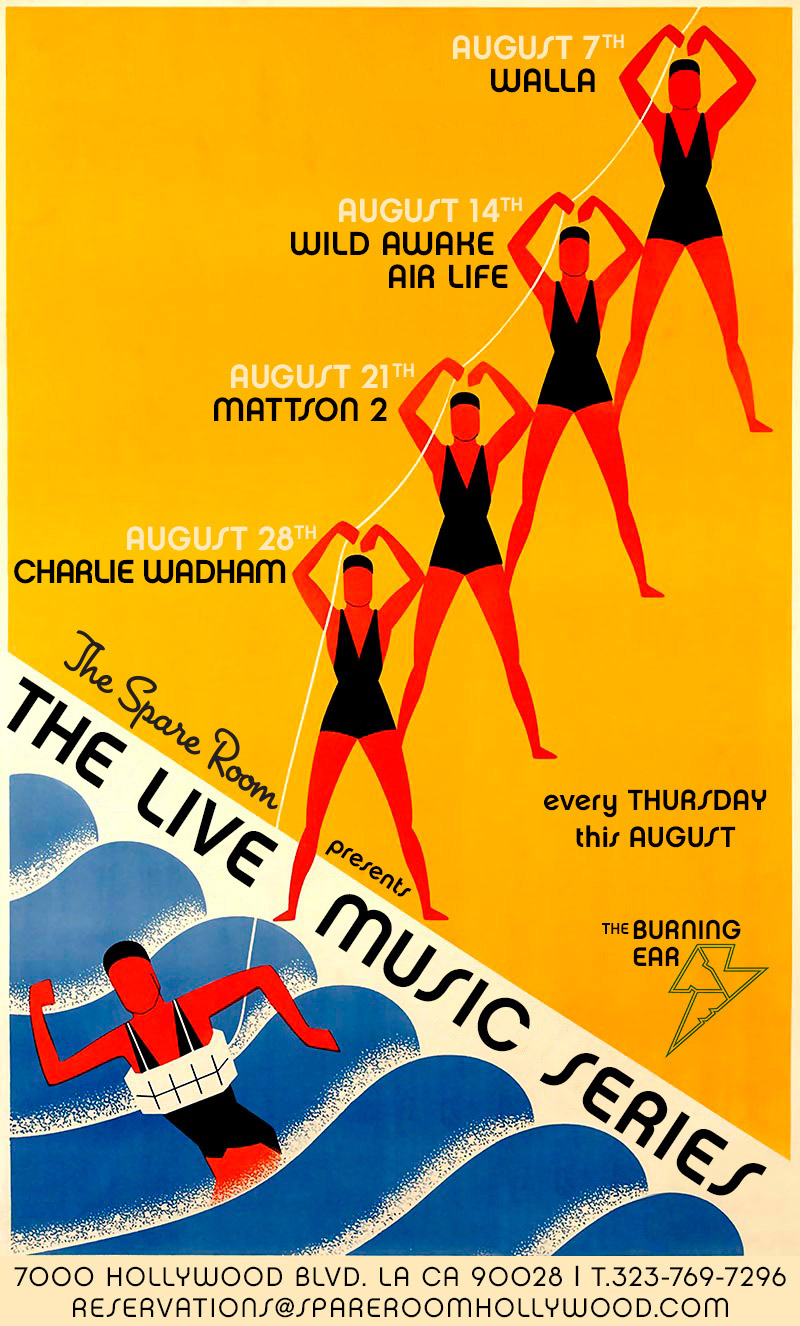 AUGUST 7TH
WALLA
AUGUST 14TH
WILD AWAKE
AIR LIFE
AUGUST 21TH
MATTSON 2
AUGUST 28TH
CHARLIE WADHAM
The Spare Room
presents
THE LIVE MUSIC SERIES
every THURSDAY
this AUGUST
THE BURNING
EAR
7000 HOLLYWOOD BLVD. LA CA 90028 | T.323-769-7296
RESERVATIONS@SPAREROOMHOLLYWOOD.COM